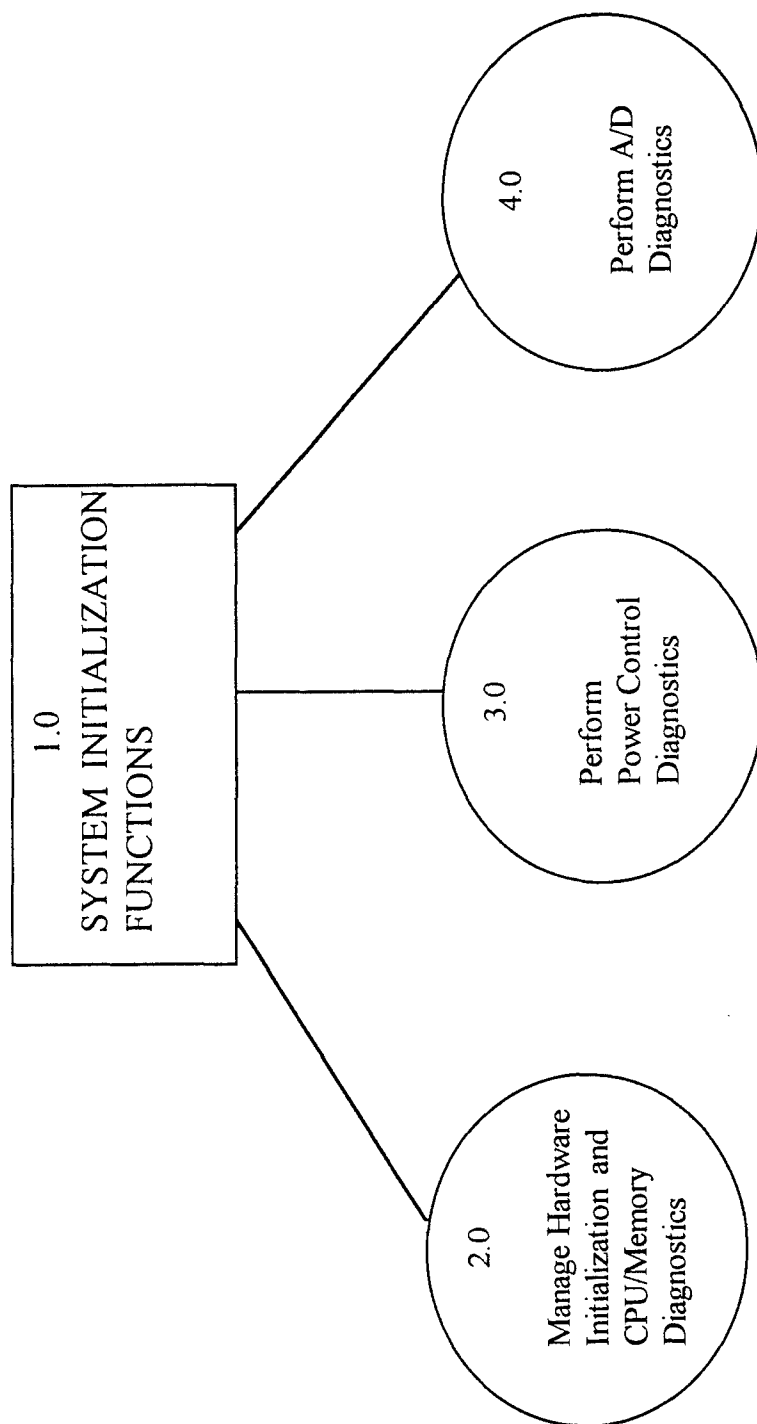 1.0
SYSTEM INITIALIZATION
FUNCTIONS
2.0
Manage Hardware
Initialization and
CPU/Memory
Diagnostics
3.0
Perform
Power Control
Diagnostics
4.0
Perform A/D
Diagnostics